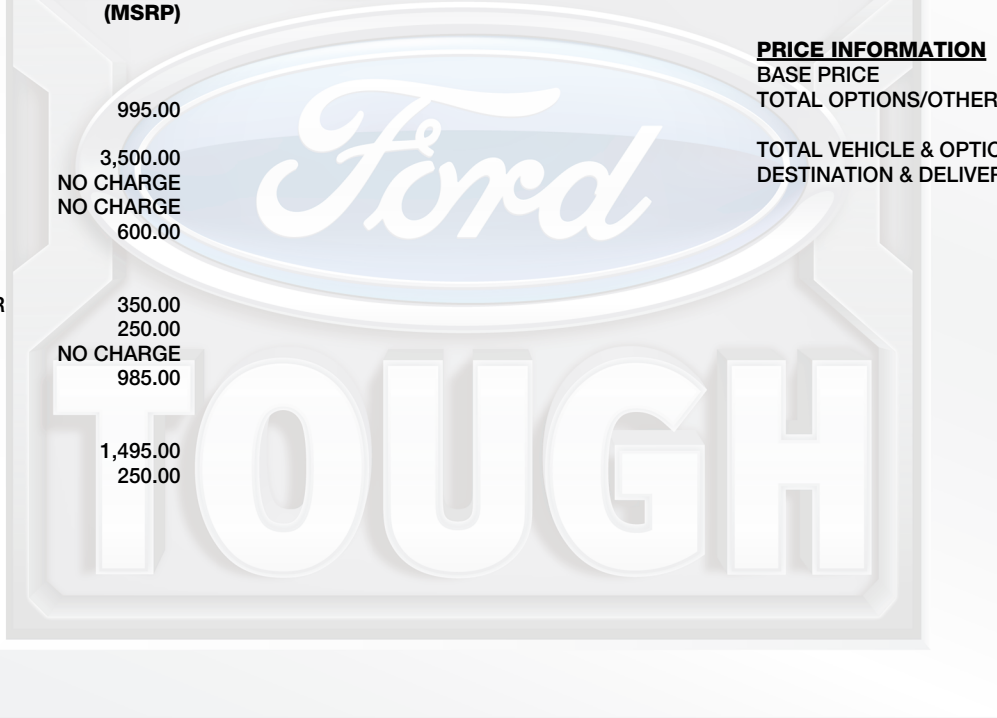 (MSRP)
995.00
3,500.00
NO CHARGE
NO CHARGE
600.00
R 350.00
250.00
NO CHARGE
985.00
1,495.00
250.00
PRICE INFORMATION
BASE PRICE
TOTAL OPTIONS/OTHER
TOTAL VEHICLE & OPTIO
DESTINATION & DELIVER
Ford
TOUGH